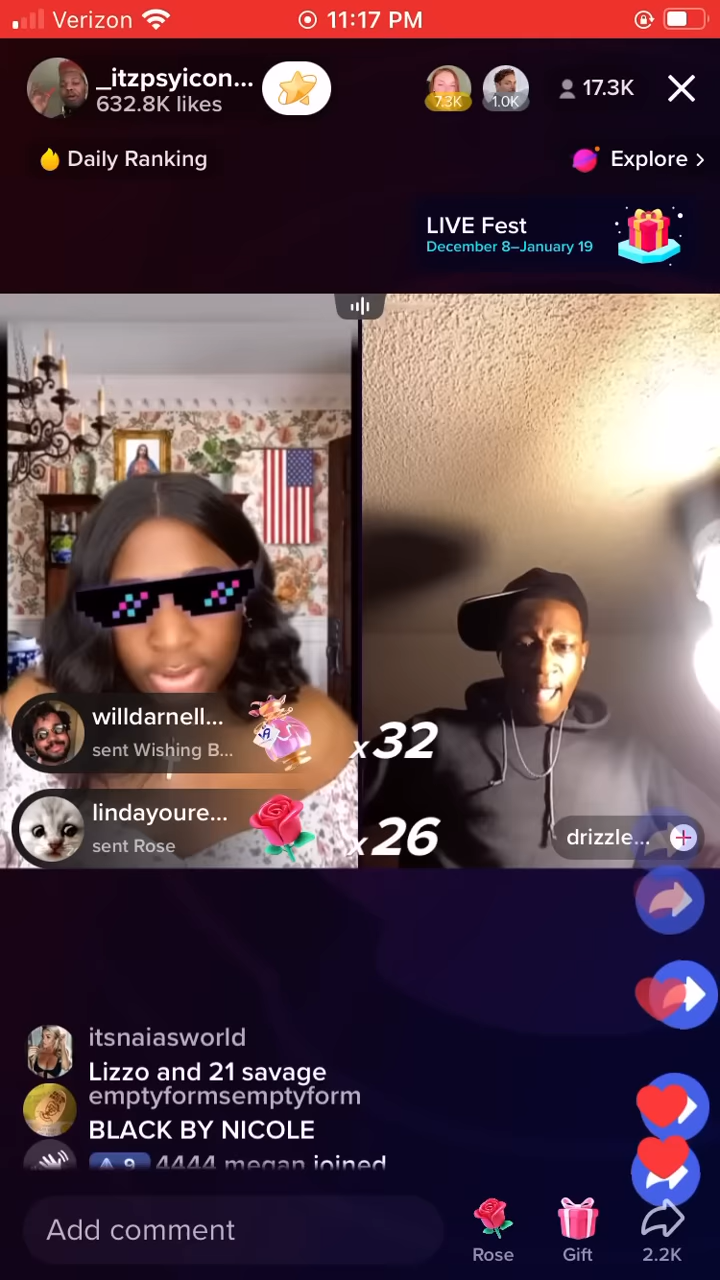 Verizon 11:17 PM
_itzpsyicon...
632.8K likes
7.3K
1.0K
17.3K
Daily Ranking
Explore >
LIVE Fest
December 8–January 19
willdarnell...
sent Wishing B...
x32
lindayoure...
sent Rose
x26
drizzle...
itsnaiasworld
Lizzo and 21 savage
emptyformsemptyform
BLACK BY NICOLE
9 4444 megan joined
Add comment
Rose
Gift
2.2K